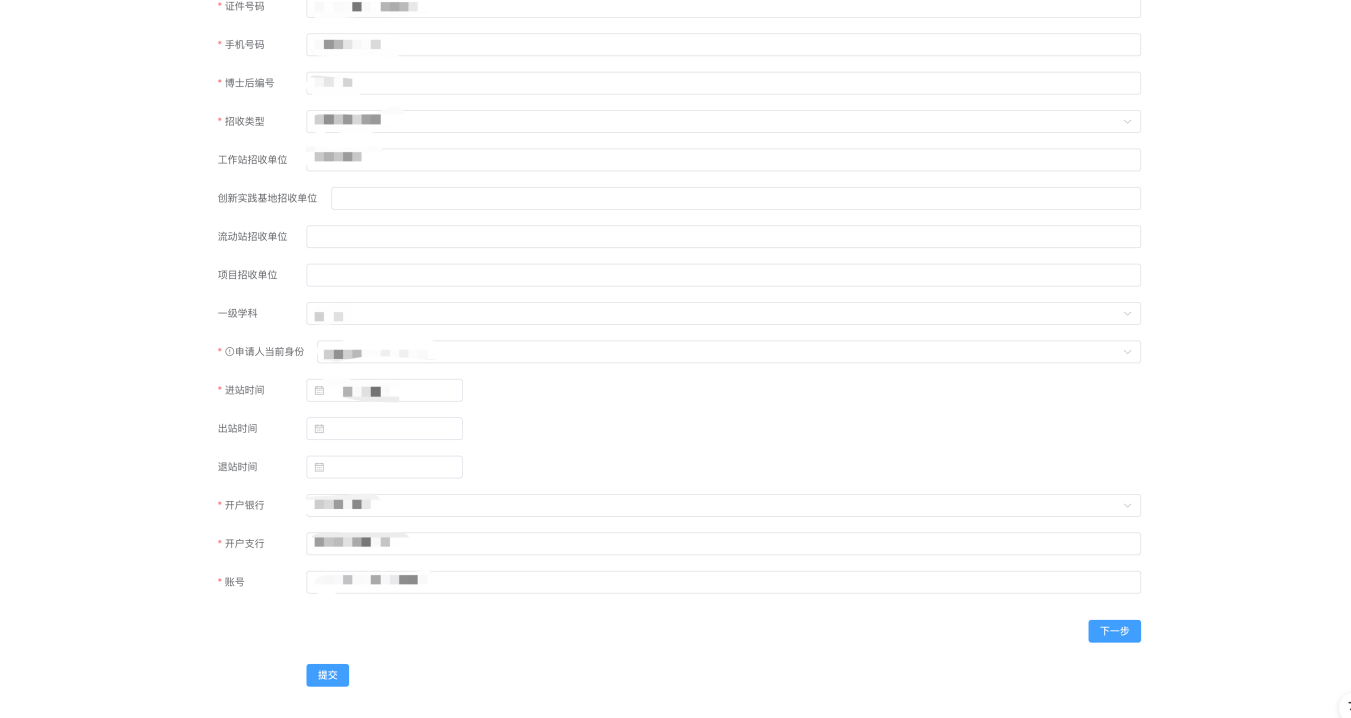 * 证件号码
* 手机号码
* 博士后编号
* 招收类型
工作站招收单位
创新实践基地招收单位
流动站招收单位
项目招收单位
一级学科
* 申请人当前身份
* 进站时间
出站时间
退站时间
* 开户银行
* 开户支行
* 账号
下一步
提交